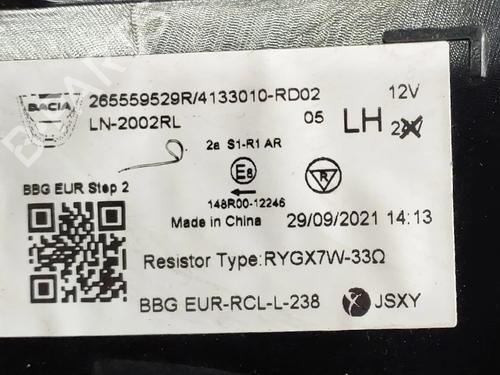 DACIA
265559529R/4133010-RD02
12V
LN-2002RL
05
LH
2a S1-R1 AR
BBG EUR Step 2
E8
R
148R00-12246
Made in China
29/09/2021 14:13
Resistor Type:RYGX7W-33Ω
BBG EUR-RCL-L-238
JSXY